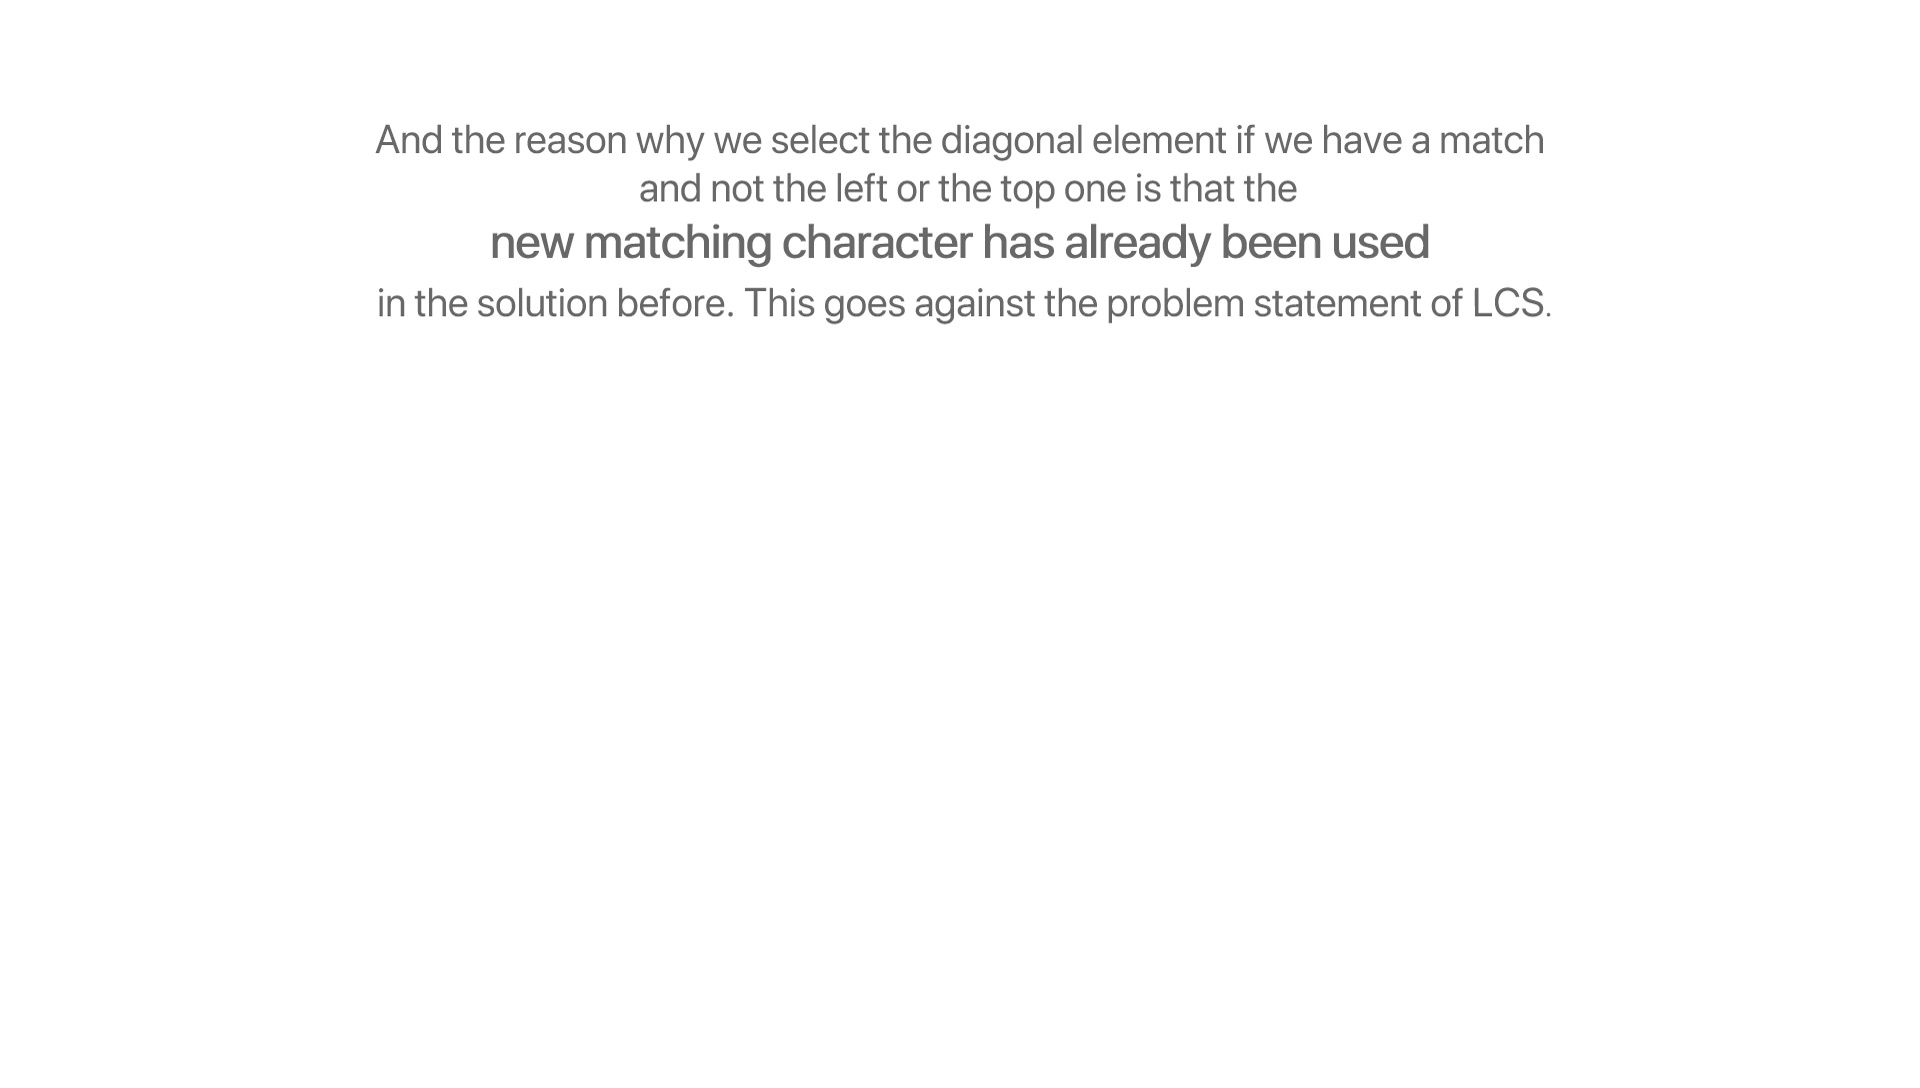 And the reason why we select the diagonal element if we have a match
and not the left or the top one is that the
new matching character has already been used
in the solution before. This goes against the problem statement of LCS.